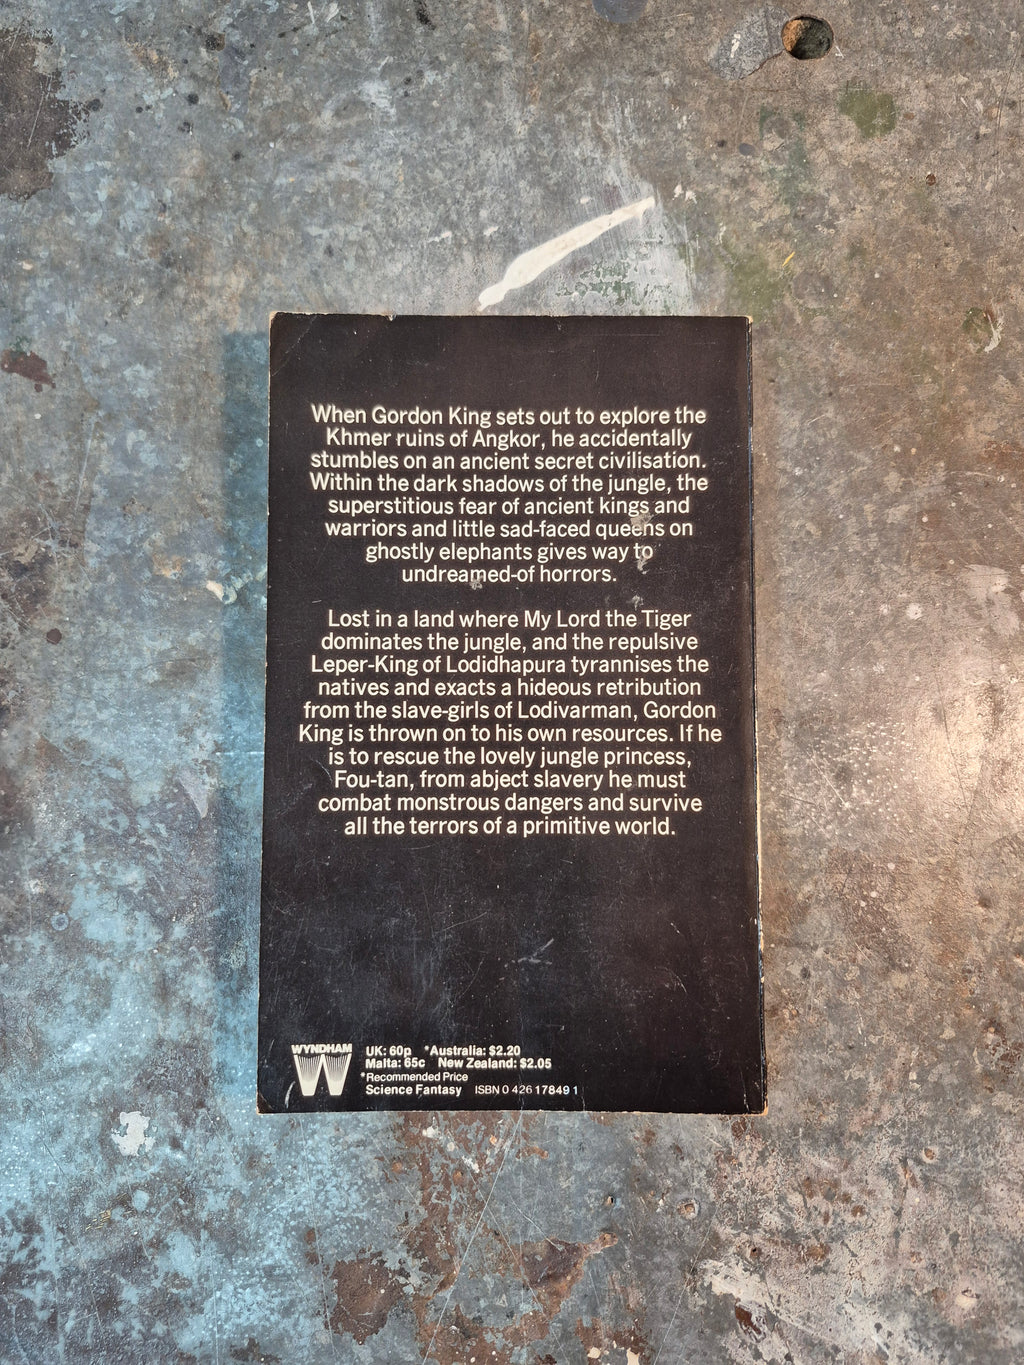 When Gordon King sets out to explore the
Khmer ruins of Angkor, he accidentally
stumbles on an ancient secret civilisation.
Within the dark shadows of the jungle, the
superstitious fear of ancient kings and
warriors and little sad-faced queens on
ghostly elephants gives way to
undreamed-of horrors.
Lost in a land where My Lord the Tiger
dominates the jungle, and the repulsive
Leper-King of Lodidhapura tyrannises the
natives and exacts a hideous retribution
from the slave-girls of Lodivarman, Gordon
King is thrown on to his own resources. If he
is to rescue the lovely jungle princess,
Fou-tan, from abject slavery he must
combat monstrous dangers and survive
all the terrors of a primitive world.
WYNDHAM
W
UK: 60p *Australia: $2.20
Malta: 65c New Zealand: $2.05
*Recommended Price
Science Fantasy ISBN 0 426 17849 1